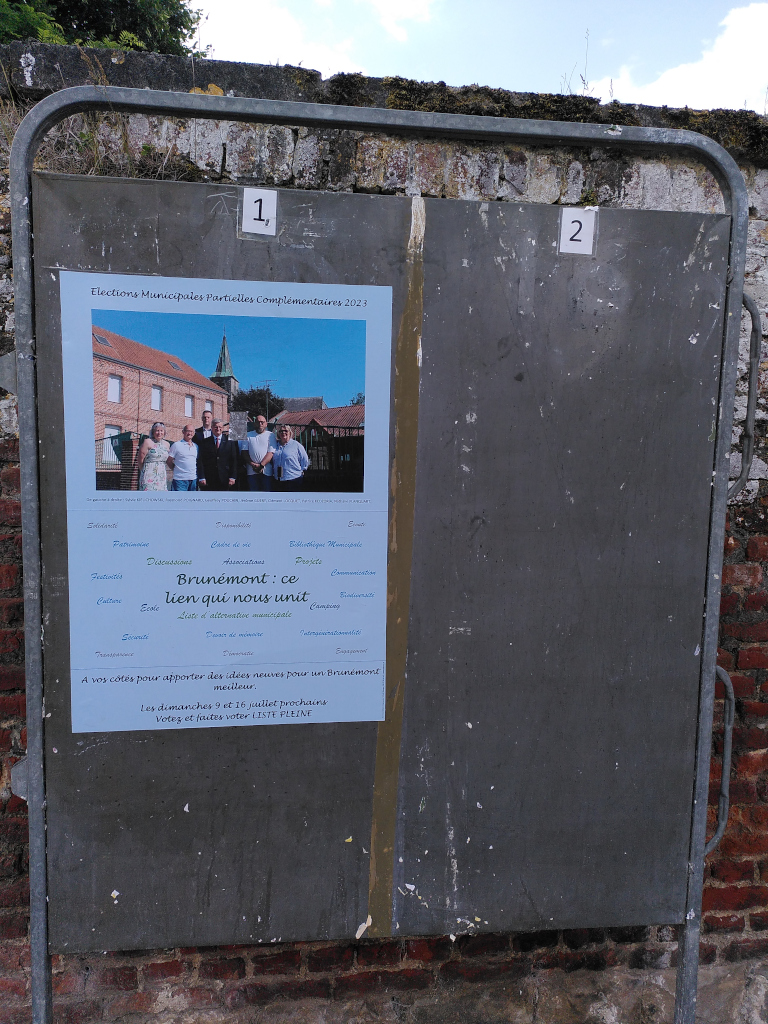 1
2
Elections Municipales Partielles Complémentaires 2023
Solidarité Disponibilité Ecoute
Patrimoine Cadre de vie Bibliothèque Municipale
Discussions Associations Projets
Festivités Communication
Brunémont : ce
lien qui nous unit
Culture Ecole Camping Biodiversité
Liste d'alternative municipale
Sécurité Devoir de mémoire Intergénérationnalité
Transparence Démocratie Engagement
A vos côtés pour apporter des idées neuves pour un Brunémont
meilleur.
Les dimanches 9 et 16 juillet prochains
Votez et faites voter LISTE PLEINE